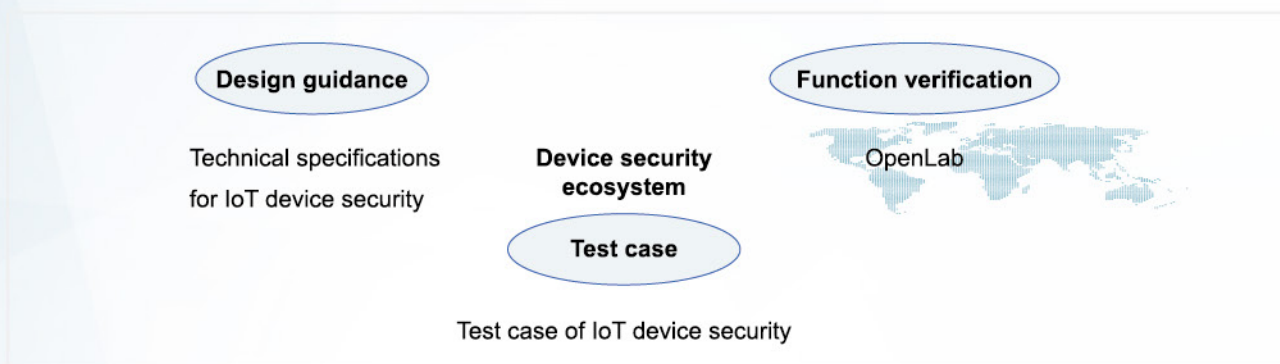 Design guidance
Function verification
Technical specifications
for IoT device security
Device security
ecosystem
OpenLab
Test case
Test case of IoT device security